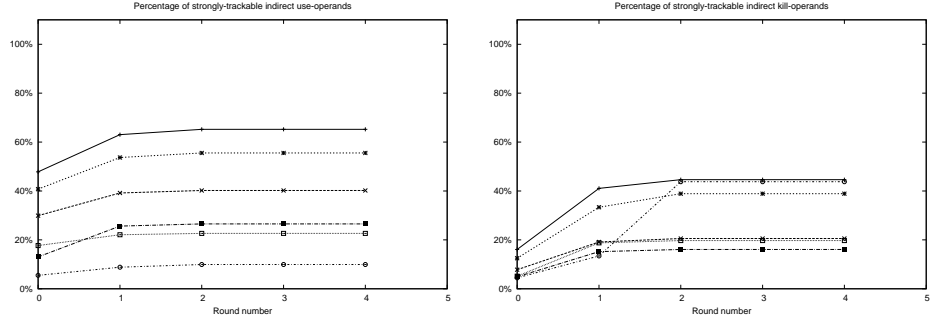 Percentage of strongly-trackable indirect use-operands
100%
80%
60%
40%
20%
0%
0 1 2 3 4 5
Round number
Percentage of strongly-trackable indirect kill-operands
100%
80%
60%
40%
20%
0%
0 1 2 3 4 5
Round number